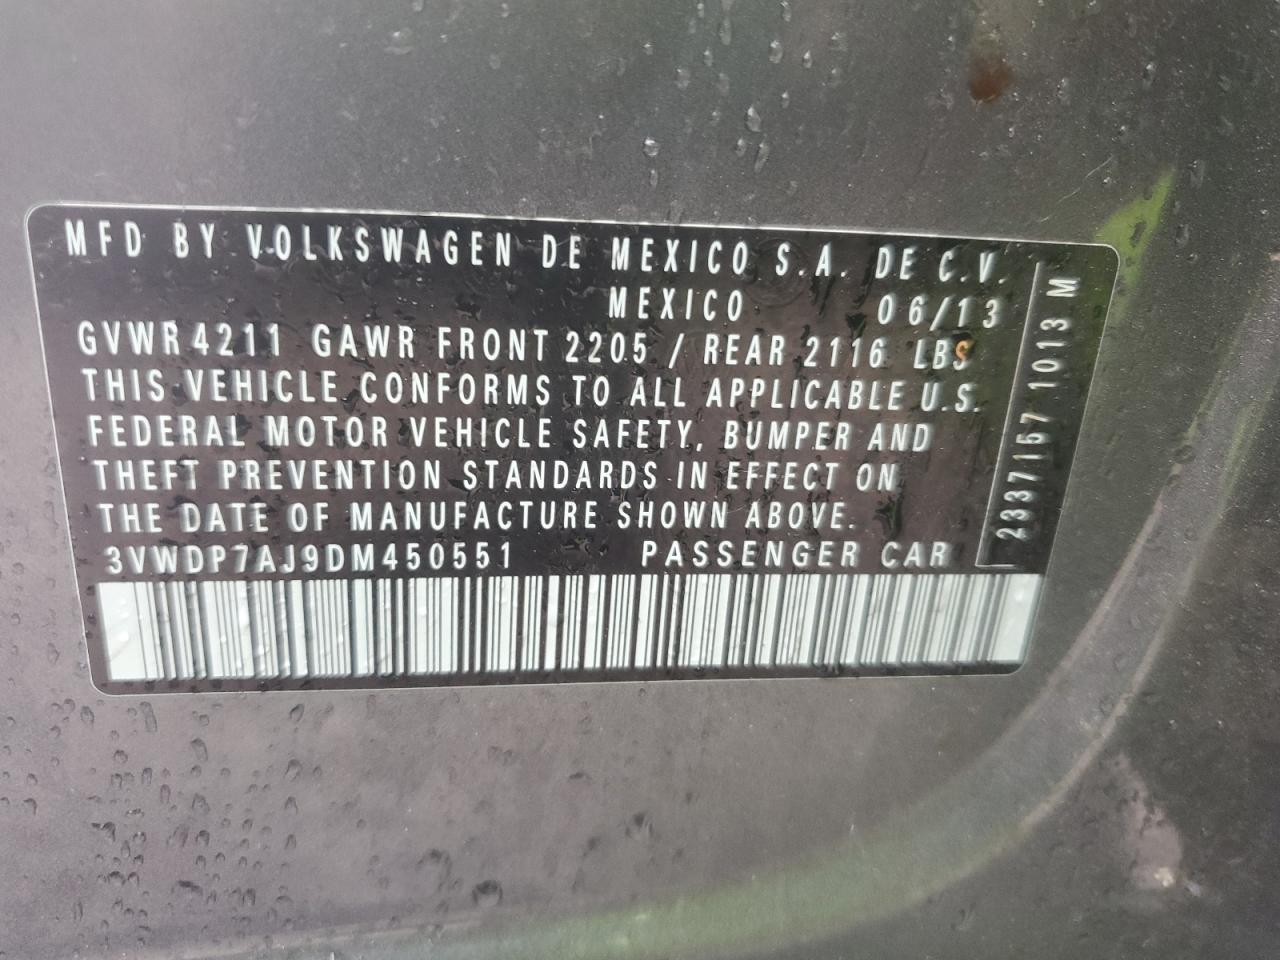 MFD BY VOLKSWAGEN DE MEXICO S.A. DE C.V.
MEXICO 06/13
GVWR 4211 GAWR FRONT 2205 / REAR 2116 LBS
THIS VEHICLE CONFORMS TO ALL APPLICABLE U.S.
FEDERAL MOTOR VEHICLE SAFETY, BUMPER AND
THEFT PREVENTION STANDARDS IN EFFECT ON
THE DATE OF MANUFACTURE SHOWN ABOVE.
3VWDP7AJ9DM450551 PASSENGER CAR
2337157 1013 M